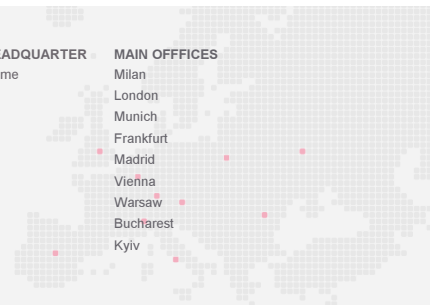 EADQUARTER
me
MAIN OFFFICES
Milan
London
Munich
Frankfurt
Madrid
Vienna
Warsaw
Bucharest
Kyiv